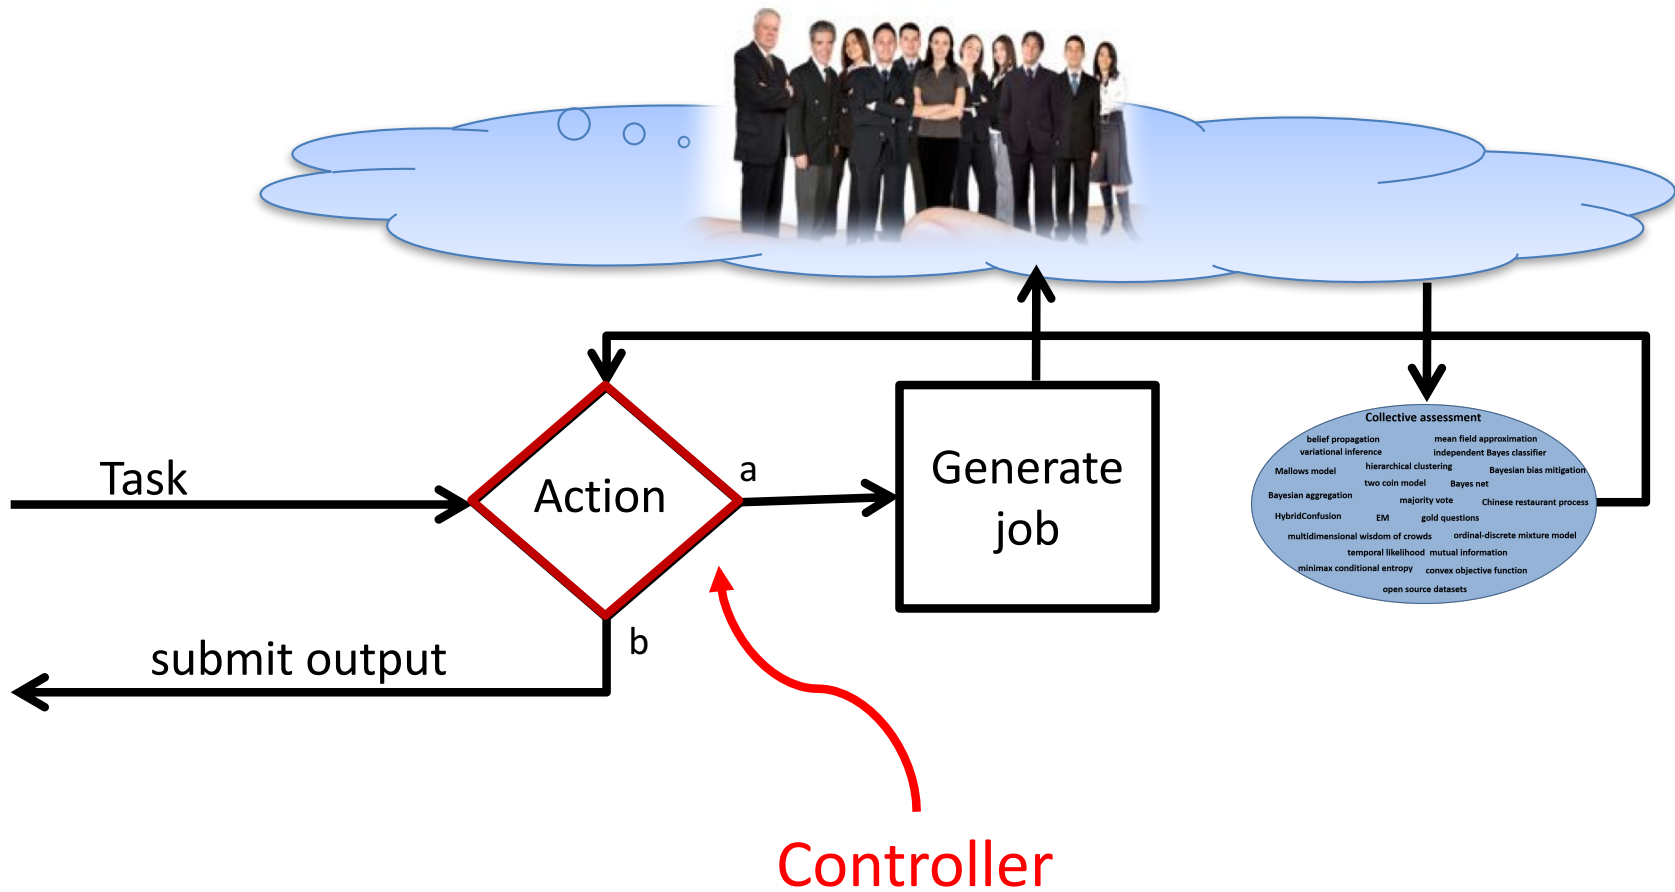 Task
Action
a
b
Generate
job
submit output
Controller
Collective assessment
belief propagation
mean field approximation
variational inference
independent Bayes classifier
Mallows model
hierarchical clustering
Bayesian bias mitigation
two coin model
Bayes net
Bayesian aggregation
majority vote
Chinese restaurant process
HybridConfusion
EM
gold questions
multidimensional wisdom of crowds
ordinal-discrete mixture model
temporal likelihood
mutual information
minimax conditional entropy
convex objective function
open source datasets